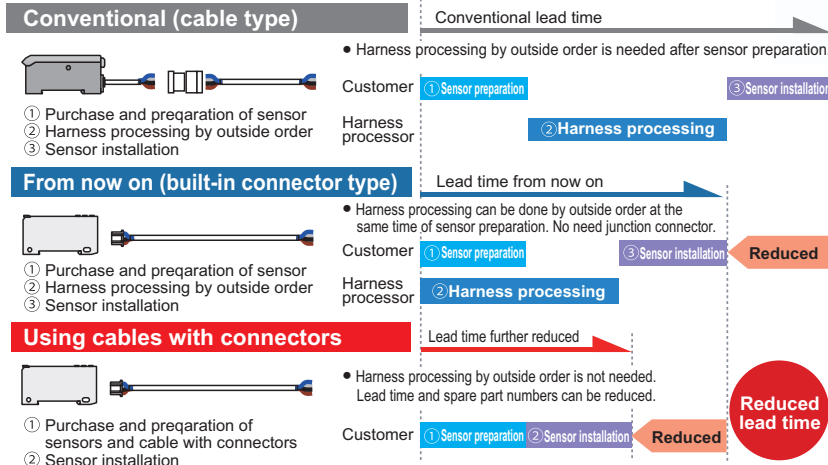 Conventional (cable type)
Conventional lead time
● Harness processing by outside order is needed after sensor preparation.
① Purchase and preqaration of sensor
② Harness processing by outside order
③ Sensor installation
Customer
①Sensor preparation
③Sensor installation
Harness
processor
②Harness processing
From now on (built-in connector type)
Lead time from now on
● Harness processing can be done by outside order at the
same time of sensor preparation. No need junction connector.
① Purchase and preqaration of sensor
② Harness processing by outside order
③ Sensor installation
Customer
①Sensor preparation
③Sensor installation
Reduced
Harness
processor
②Harness processing
Using cables with connectors
Lead time further reduced
● Harness processing by outside order is not needed.
Lead time and spare part numbers can be reduced.
① Purchase and preqaration of
sensors and cable with connectors
② Sensor installation
Customer
①Sensor preparation
②Sensor installation
Reduced
Reduced
lead time